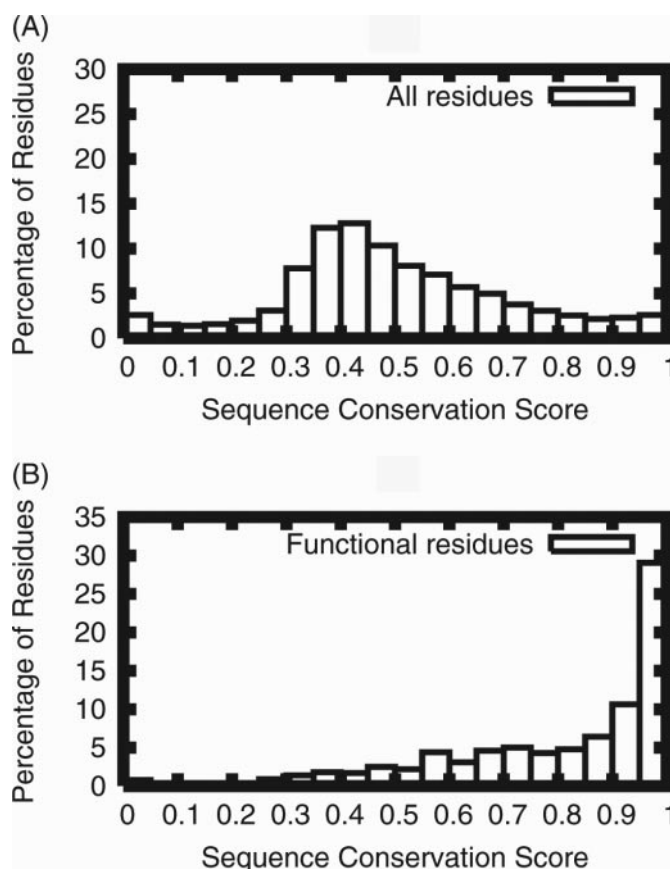 (A)
Percentage of Residues
30
25
20
15
10
5
0
All residues
0 0.1 0.2 0.3 0.4 0.5 0.6 0.7 0.8 0.9 1
Sequence Conservation Score
(B)
Percentage of Residues
35
30
25
20
15
10
5
0
Functional residues
0 0.1 0.2 0.3 0.4 0.5 0.6 0.7 0.8 0.9 1
Sequence Conservation Score